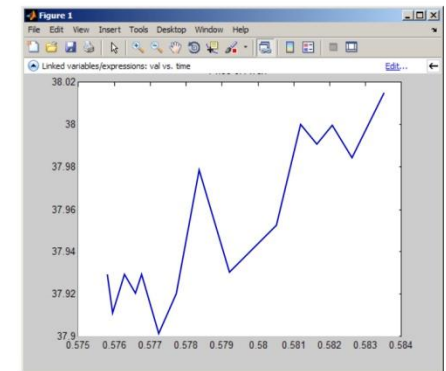 Figure 1
File Edit View Insert Tools Desktop Window Help
Linked variables/expressions: val vs. time Edit...
38.02
38
37.98
37.96
37.94
37.92
37.9
0.575 0.576 0.577 0.578 0.579 0.58 0.581 0.582 0.583 0.584